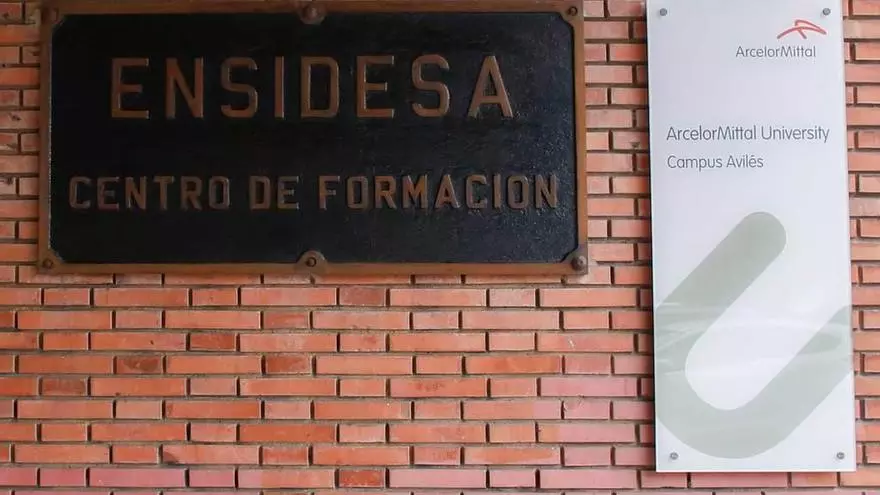 ENSIDESA
CENTRO DE FORMACION
ArcelorMittal
ArcelorMittal University
Campus Avilés